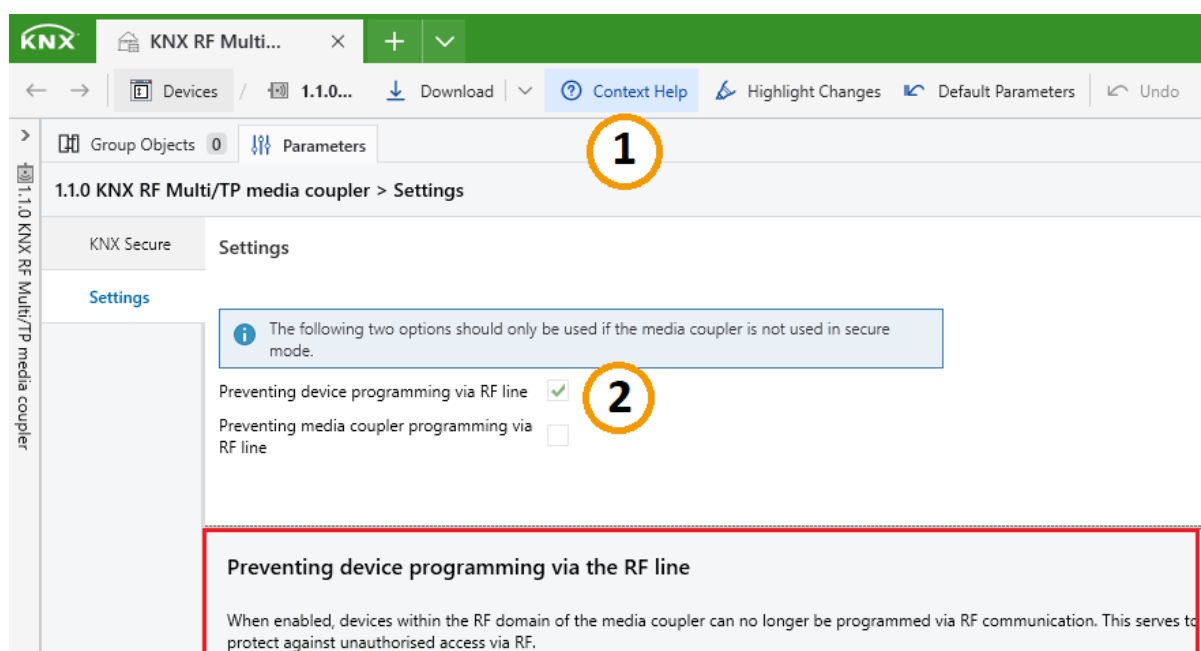 KNX
KNX RF Multi...
Devices / 1.1.0... Download Context Help Highlight Changes Default Parameters Undo
Group Objects 0 Parameters
1
1.1.0 KNX RF Multi/TP media coupler > Settings
1.1.0 KNX RF Multi/TP media coupler
KNX Secure
Settings
Settings
The following two options should only be used if the media coupler is not used in secure
mode.
Preventing device programming via RF line
2
Preventing media coupler programming via
RF line
Preventing device programming via the RF line
When enabled, devices within the RF domain of the media coupler can no longer be programmed via RF communication. This serves to
protect against unauthorised access via RF.